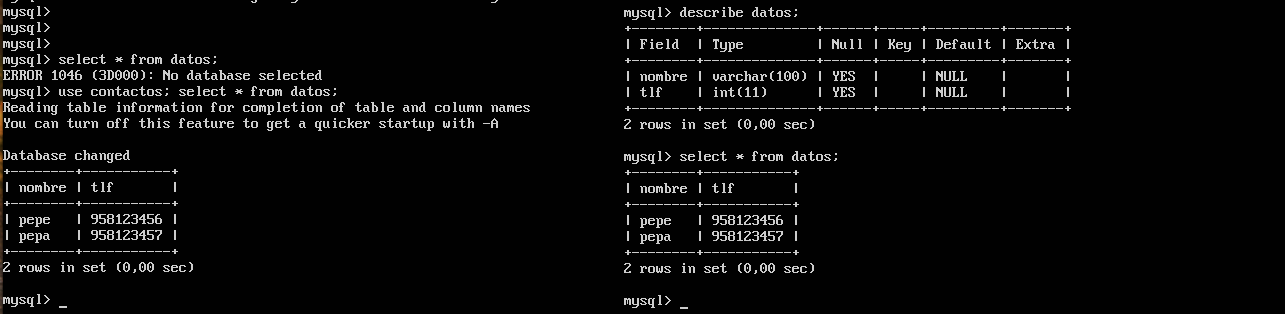 mysql>
mysql>
mysql>
mysql> select * from datos;
ERROR 1046 (3D000): No database selected
mysql> use contactos; select * from datos;
Reading table information for completion of table and column names
You can turn off this feature to get a quicker startup with -A
Database changed
+--------+-----------+
| nombre | tlf       |
+--------+-----------+
| pepe   | 958123456 |
| pepa   | 958123457 |
+--------+-----------+
2 rows in set (0,00 sec)
mysql> _
mysql> describe datos;
+--------+--------------+------+-----+---------+-------+
| Field  | Type         | Null | Key | Default | Extra |
+--------+--------------+------+-----+---------+-------+
| nombre | varchar(100) | YES  |     | NULL    |       |
| tlf    | int(11)      | YES  |     | NULL    |       |
+--------+--------------+------+-----+---------+-------+
2 rows in set (0,00 sec)
mysql> select * from datos;
+--------+-----------+
| nombre | tlf       |
+--------+-----------+
| pepe   | 958123456 |
| pepa   | 958123457 |
+--------+-----------+
2 rows in set (0,00 sec)
mysql> _